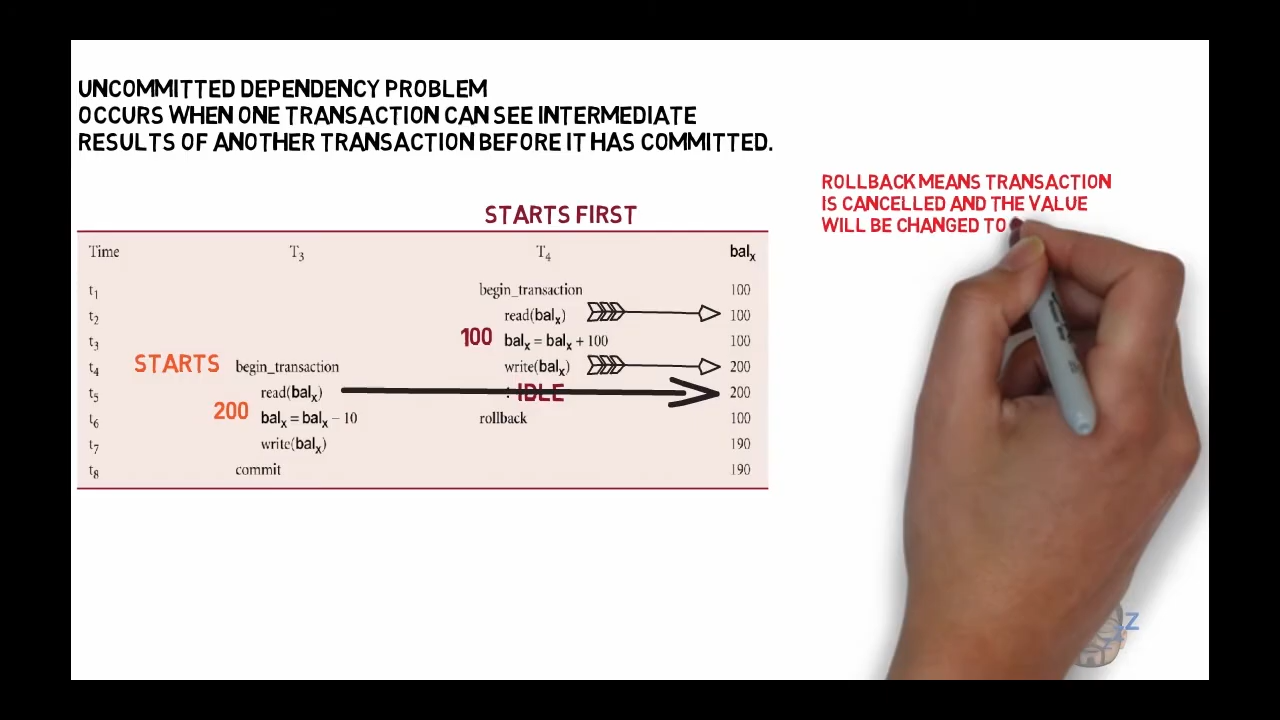 UNCOMMITTED DEPENDENCY PROBLEM
OCCURS WHEN ONE TRANSACTION CAN SEE INTERMEDIATE
RESULTS OF ANOTHER TRANSACTION BEFORE IT HAS COMMITTED.
ROLLBACK MEANS TRANSACTION
IS CANCELLED AND THE VALUE
WILL BE CHANGED TO
STARTS FIRST
Time T3 T4 balx
t1 begin_transaction 100
t2 read(balx) 100
t3 100 balx = balx + 100 100
t4 STARTS begin_transaction write(balx) 200
t5 read(balx) : IDLE 200
t6 200 balx = balx – 10 rollback 100
t7 write(balx) 190
t8 commit 190
Z